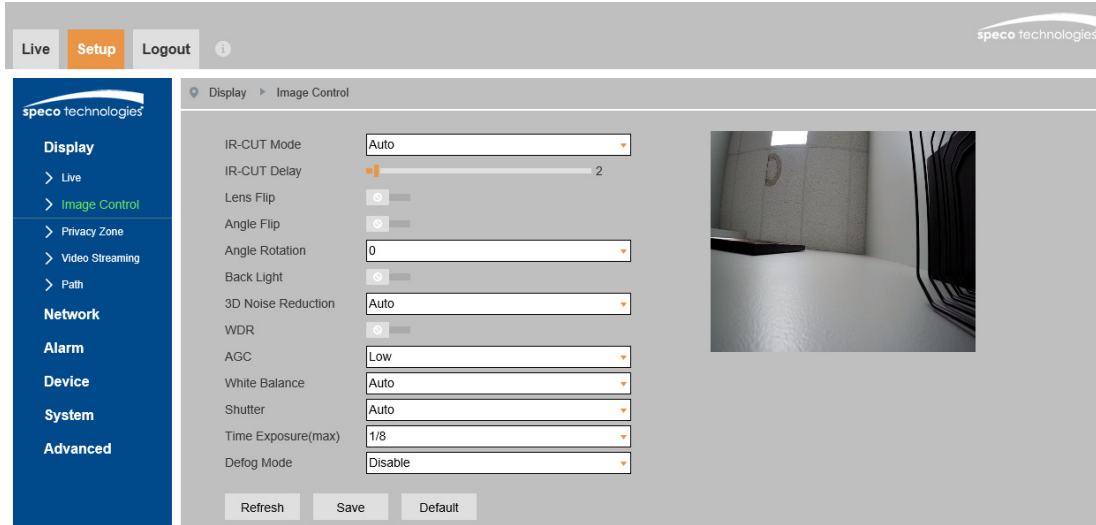 speco technologies
Live Setup Logout i
speco technologies
Display Image Control
Display
Live
Image Control
Privacy Zone
Video Streaming
Path
Network
Alarm
Device
System
Advanced
IR-CUT Mode Auto
IR-CUT Delay 2
Lens Flip
Angle Flip
Angle Rotation 0
Back Light
3D Noise Reduction Auto
WDR
AGC Low
White Balance Auto
Shutter Auto
Time Exposure(max) 1/8
Defog Mode Disable
Refresh Save Default